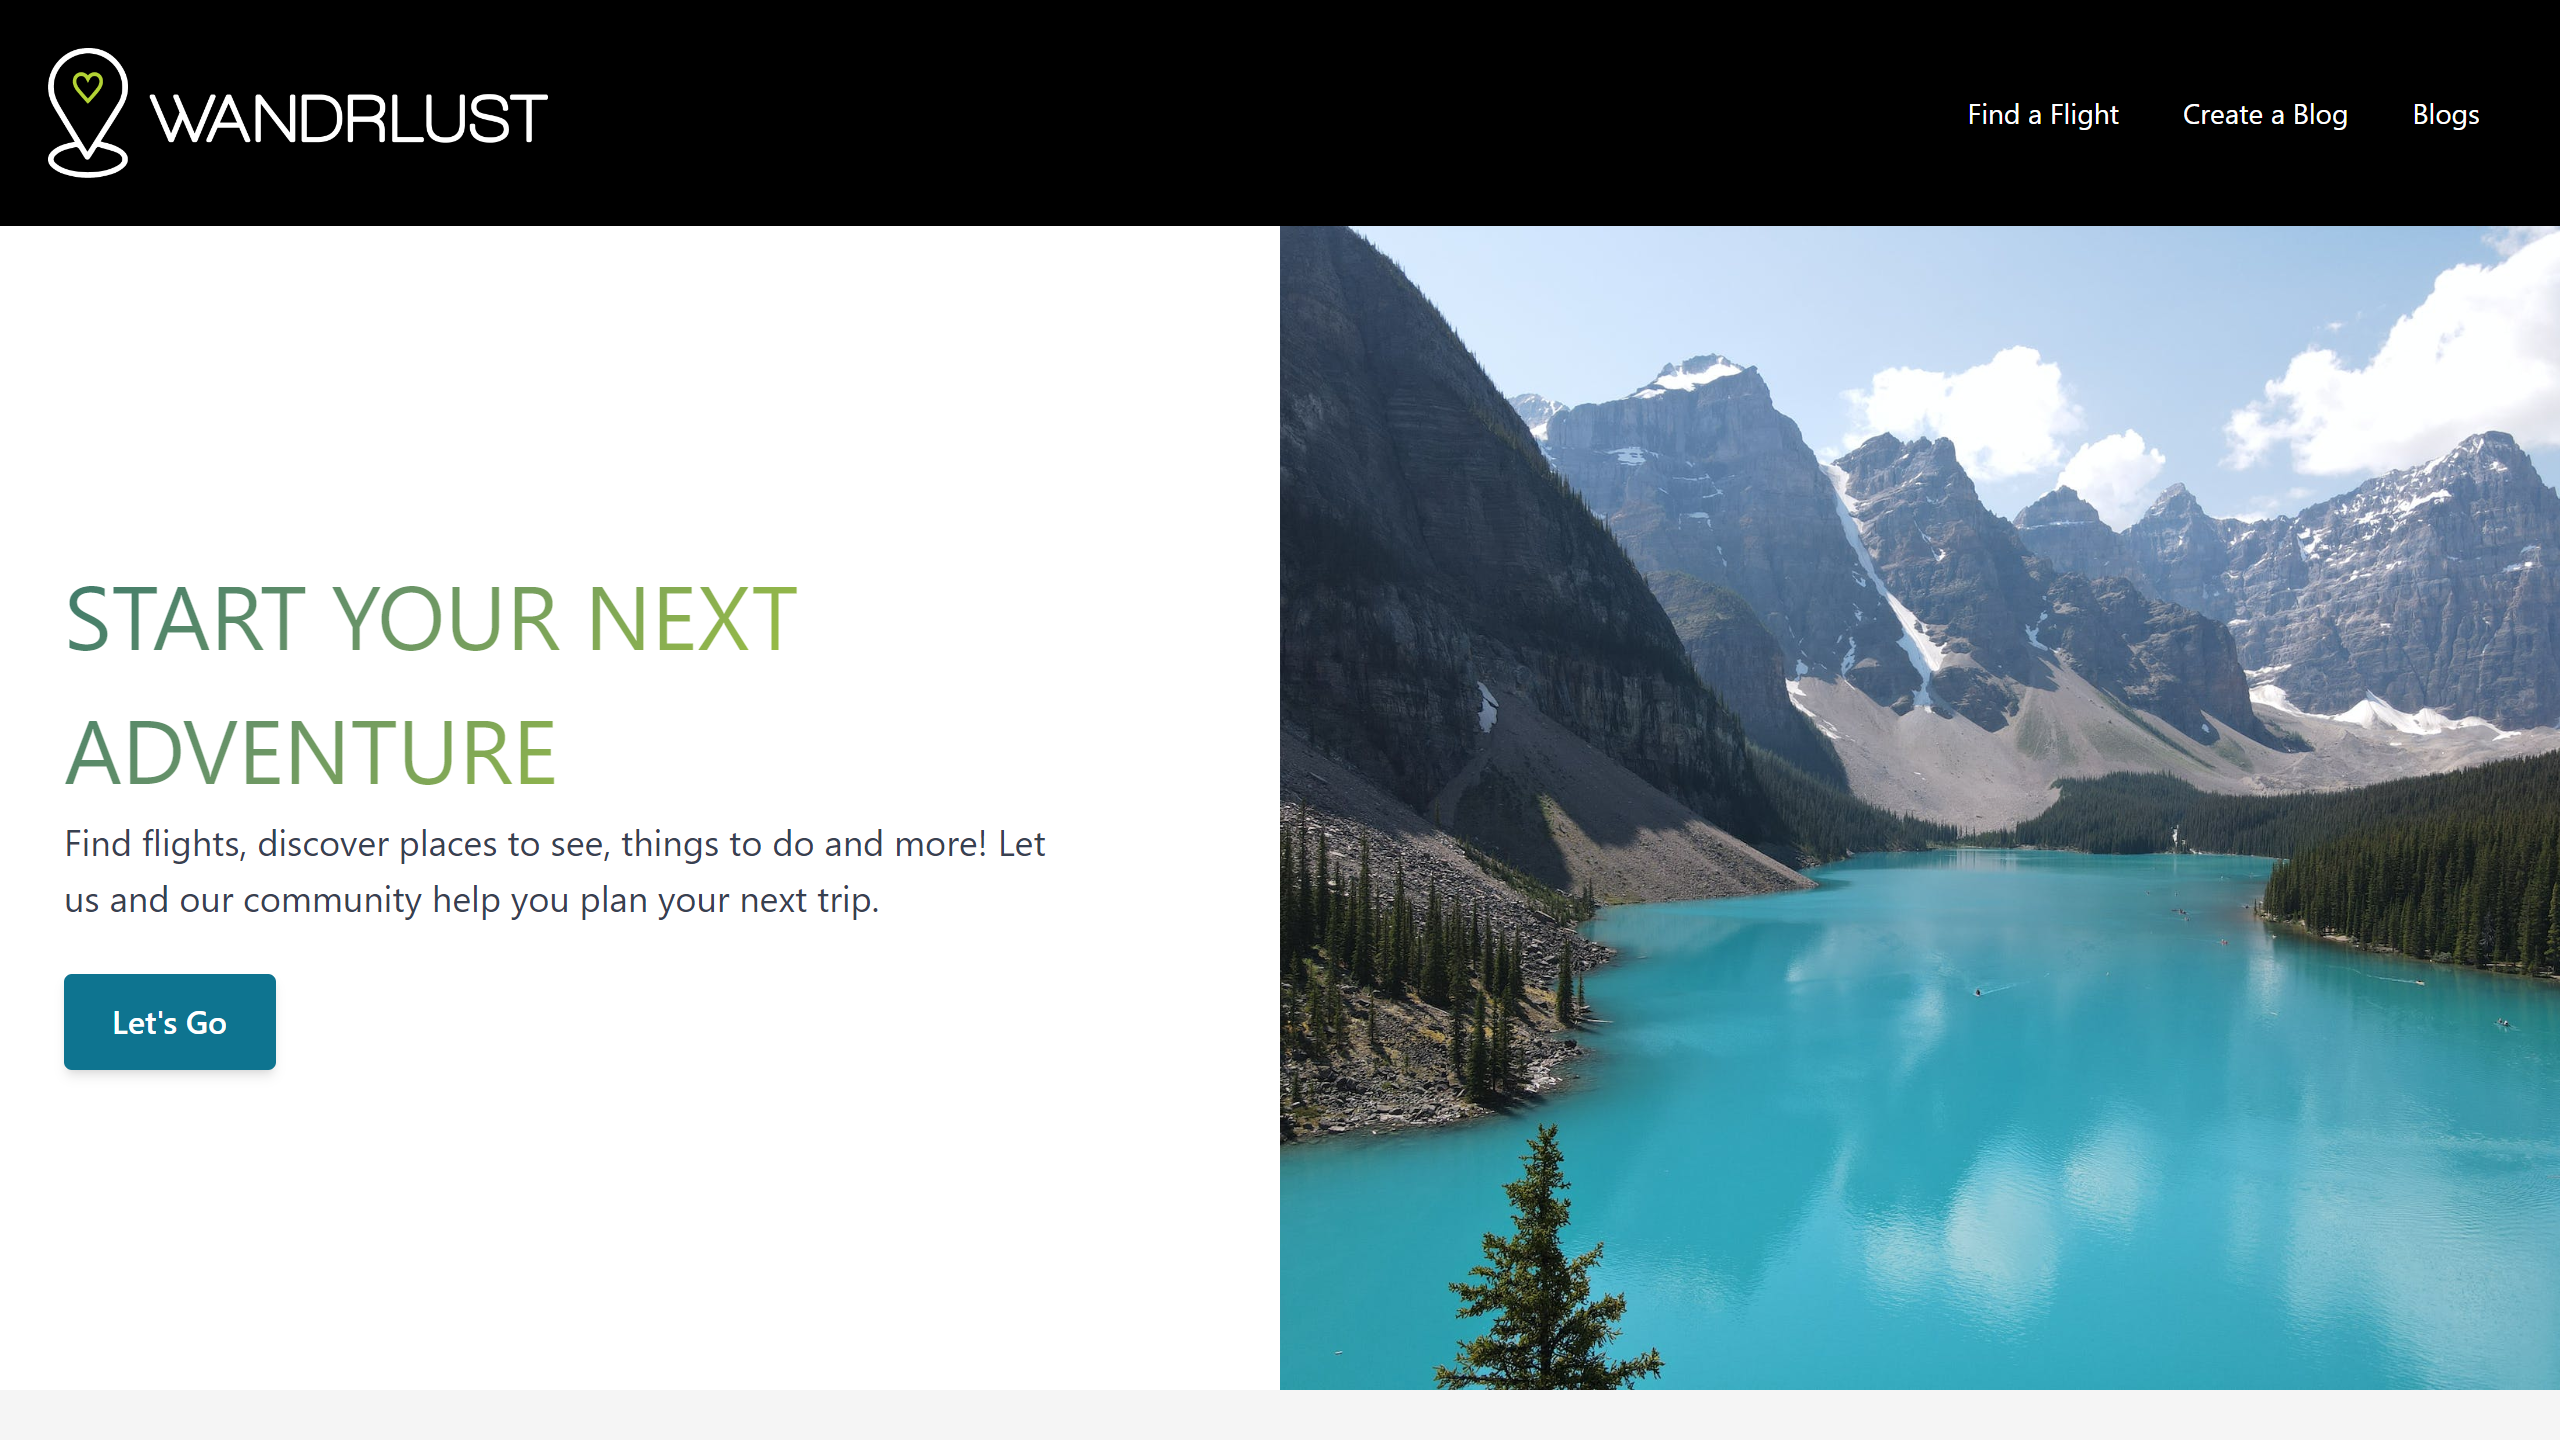 WANDRLUST
Find a Flight
Create a Blog
Blogs
START YOUR NEXT
ADVENTURE
Find flights, discover places to see, things to do and more! Let
us and our community help you plan your next trip.
Let's Go